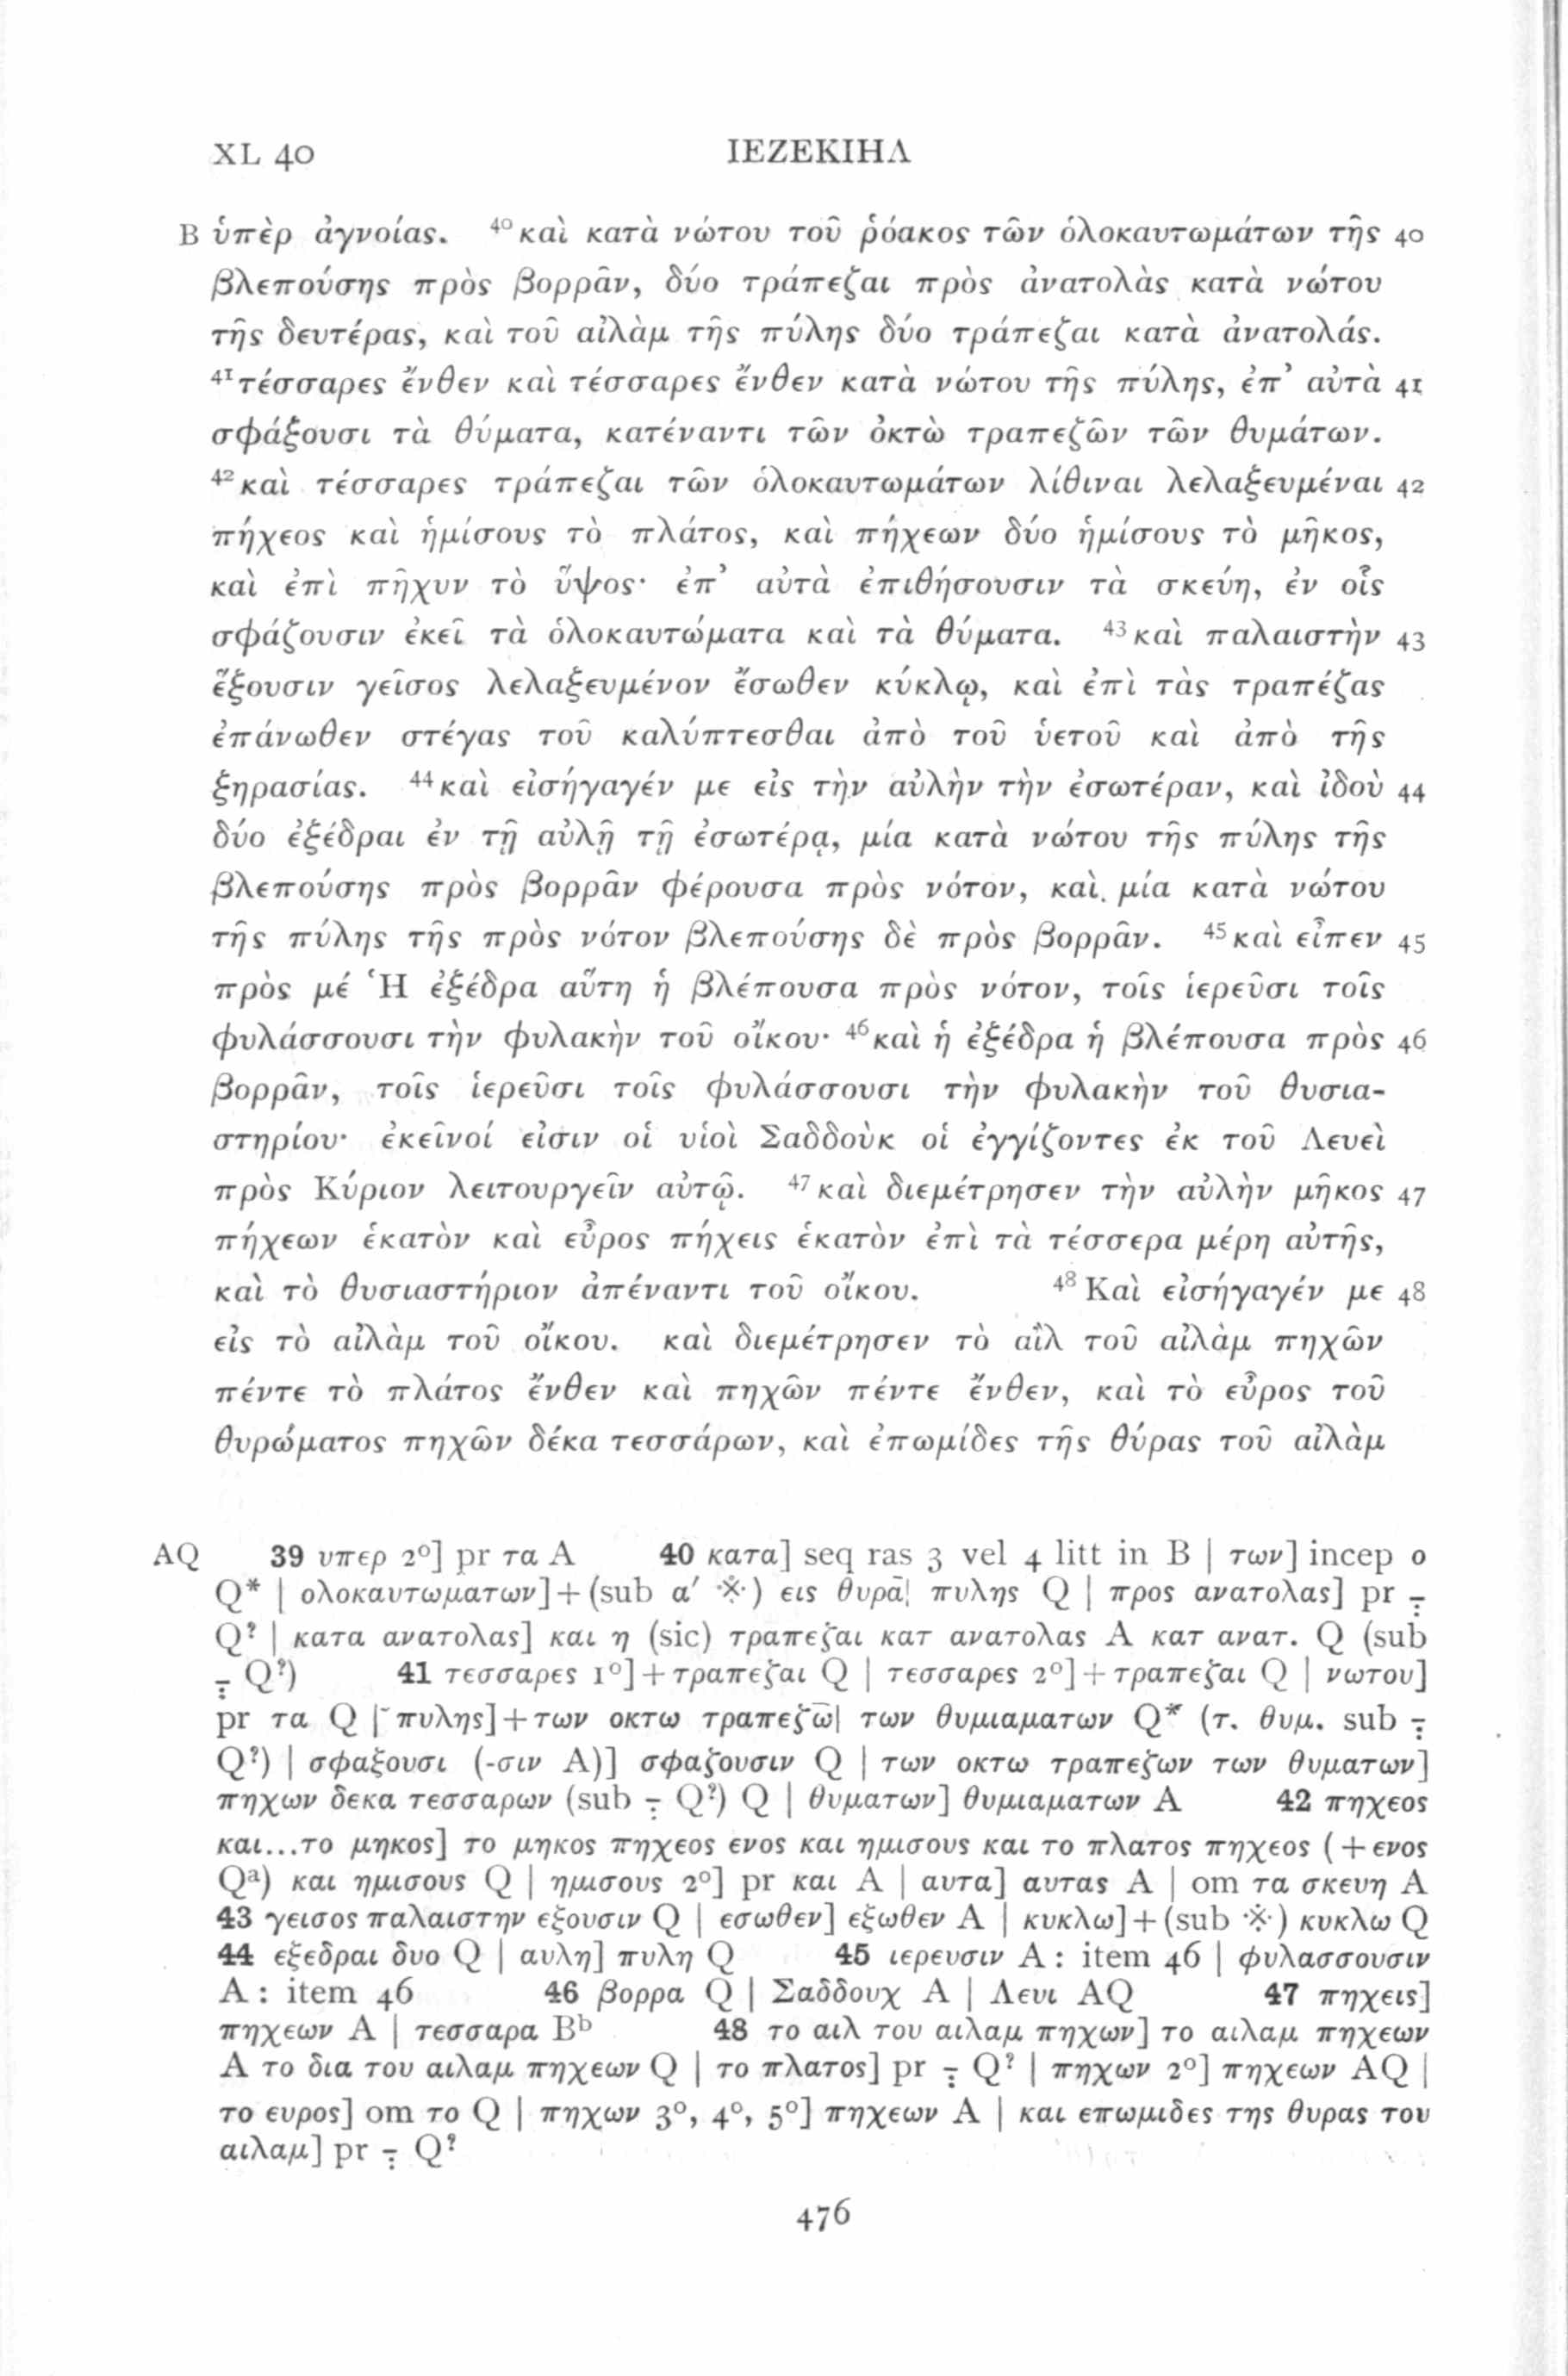 XL 40 ΙΕΖΕΚΙΗΛ
B ὑπὲρ ἀγνοίας. ⁴⁰καὶ κατὰ νώτου τοῦ ῥόακος τῶν ὁλοκαυτωμάτων τῆς 40
βλεπούσης πρὸς βορρᾶν, δύο τράπεζαι πρὸς ἀνατολὰς κατὰ νώτου
τῆς δευτέρας, καὶ τοῦ αἰλὰμ τῆς πύλης δύο τράπεζαι κατὰ ἀνατολάς.
⁴¹τέσσαρες ἔνθεν καὶ τέσσαρες ἔνθεν κατὰ νώτου τῆς πύλης, ἐπ’ αὐτὰ 41
σφάξουσι τὰ θύματα, κατέναντι τῶν ὀκτὼ τραπεζῶν τῶν θυμάτων.
⁴²καὶ τέσσαρες τράπεζαι τῶν ὁλοκαυτωμάτων λίθιναι λελαξευμέναι 42
πήχεος καὶ ἡμίσους τὸ πλάτος, καὶ πήχεων δύο ἡμίσους τὸ μῆκος,
καὶ ἐπὶ πῆχυν τὸ ὕψος· ἐπ’ αὐτὰ ἐπιθήσουσιν τὰ σκεύη, ἐν οἷς
σφάζουσιν ἐκεῖ τὰ ὁλοκαυτώματα καὶ τὰ θύματα. ⁴³καὶ παλαιστὴν 43
ἕξουσιν γεῖσος λελαξευμένον ἔσωθεν κύκλῳ, καὶ ἐπὶ τὰς τραπέζας
ἐπάνωθεν στέγας τοῦ καλύπτεσθαι ἀπὸ τοῦ ὑετοῦ καὶ ἀπὸ τῆς
ξηρασίας. ⁴⁴καὶ εἰσήγαγέν με εἰς τὴν αὐλὴν τὴν ἐσωτέραν, καὶ ἰδοὺ 44
δύο ἐξέδραι ἐν τῇ αὐλῇ τῇ ἐσωτέρᾳ, μία κατὰ νώτου τῆς πύλης τῆς
βλεπούσης πρὸς βορρᾶν φέρουσα πρὸς νότον, καὶ μία κατὰ νώτου
τῆς πύλης τῆς πρὸς νότον βλεπούσης δὲ πρὸς βορρᾶν. ⁴⁵καὶ εἶπεν 45
πρὸς μέ Ἡ ἐξέδρα αὕτη ἡ βλέπουσα πρὸς νότον, τοῖς ἱερεῦσι τοῖς
φυλάσσουσι τὴν φυλακὴν τοῦ οἴκου· ⁴⁶καὶ ἡ ἐξέδρα ἡ βλέπουσα πρὸς 46
βορρᾶν, τοῖς ἱερεῦσι τοῖς φυλάσσουσι τὴν φυλακὴν τοῦ θυσια-
στηρίου· ἐκεῖνοί εἰσιν οἱ υἱοὶ Σαδδοὺκ οἱ ἐγγίζοντες ἐκ τοῦ Λευεὶ
πρὸς Κύριον λειτουργεῖν αὐτῷ. ⁴⁷καὶ διεμέτρησεν τὴν αὐλὴν μῆκος 47
πήχεων ἑκατὸν καὶ εὖρος πήχεις ἑκατὸν ἐπὶ τὰ τέσσερα μέρη αὐτῆς,
καὶ τὸ θυσιαστήριον ἀπέναντι τοῦ οἴκου. ⁴⁸Καὶ εἰσήγαγέν με 48
εἰς τὸ αἰλὰμ τοῦ οἴκου. καὶ διεμέτρησεν τὸ αἲλ τοῦ αἰλὰμ πηχῶν
πέντε τὸ πλάτος ἔνθεν καὶ πηχῶν πέντε ἔνθεν, καὶ τὸ εὖρος τοῦ
θυρώματος πηχῶν δέκα τεσσάρων, καὶ ἐπωμίδες τῆς θύρας τοῦ αἰλὰμ
AQ 39 υπερ 2°] pr τα A 40 κατα] seq ras 3 vel 4 litt in B | των] incep ο
Q* | ολοκαυτωματων] + (sub α′ ※) εις θυρα̅| πυλης Q | προς ανατολας] pr ⁒
Q? | κατα ανατολας] και η (sic) τραπεζαι κατ ανατολας A κατ ανατ. Q (sub
⁒ Q?) 41 τεσσαρες 1°] + τραπεζαι Q | τεσσαρες 2°] + τραπεζαι Q | νωτου]
pr τα Q | πυλης] + των οκτω τραπεζω̅| των θυμιαματων Q* (τ. θυμ. sub ⁒
Q?) | σφαξουσι (-σιν A)] σφαζουσιν Q | των οκτω τραπεζων των θυματων]
πηχων δεκα τεσσαρων (sub ⁒ Q?) Q | θυματων] θυμιαματων A 42 πηχεος
και...το μηκος] το μηκος πηχεος ενος και ημισους και το πλατος πηχεος (+ ενος
Qᵃ) και ημισους Q | ημισους 2°] pr και A | αυτα] αυτας A | om τα σκευη A
43 γεισος παλαιστην εξουσιν Q | εσωθεν] εξωθεν A | κυκλω] + (sub ※) κυκλω Q
44 εξεδραι δυο Q | αυλη] πυλη Q 45 ιερευσιν A : item 46 | φυλασσουσιν
A : item 46 46 βορρα Q | Σαδδουχ A | Λευι AQ 47 πηχεις]
πηχεων A | τεσσαρα Bᵇ 48 το αιλ του αιλαμ πηχων] το αιλαμ πηχεων
A το δια του αιλαμ πηχεων Q | το πλατος] pr ⁒ Q? | πηχων 2°] πηχεων AQ |
το ευρος] om το Q | πηχων 3°, 4°, 5°] πηχεων A | και επωμιδες της θυρας του
αιλαμ] pr ⁒ Q?
476